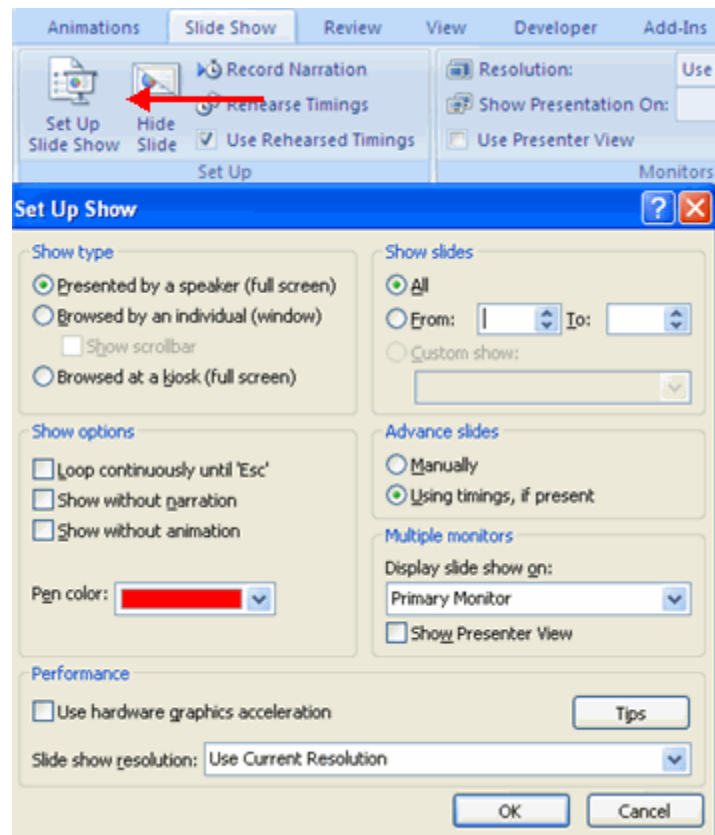 Animations Slide Show Review View Developer Add-Ins
Record Narration
Rehearse Timings
Use Rehearsed Timings
Set Up
Slide Show
Hide
Slide
Set Up
Resolution: Use
Show Presentation On:
Use Presenter View
Monitors
Set Up Show
Show type
Presented by a speaker (full screen)
Browsed by an individual (window)
Show scrollbar
Browsed at a kiosk (full screen)
Show slides
All
From: To:
Custom show:
Show options
Loop continuously until 'Esc'
Show without narration
Show without animation
Pen color:
Advance slides
Manually
Using timings, if present
Multiple monitors
Display slide show on:
Primary Monitor
Show Presenter View
Performance
Use hardware graphics acceleration
Tips
Slide show resolution: Use Current Resolution
OK Cancel